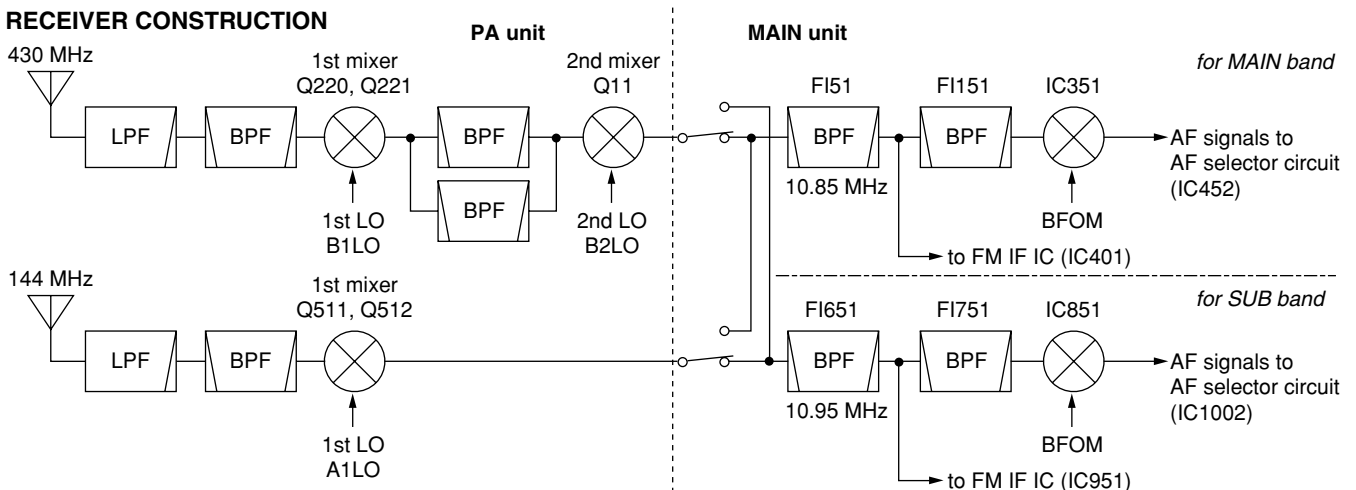 RECEIVER CONSTRUCTION
PA unit
MAIN unit
for MAIN band
430 MHz
1st mixer
Q220, Q221
2nd mixer
Q11
FI51
FI151
IC351
LPF
BPF
BPF
BPF
BPF
BPF
AF signals to
AF selector circuit
(IC452)
10.85 MHz
1st LO
B1LO
2nd LO
B2LO
BFOM
to FM IF IC (IC401)
144 MHz
1st mixer
Q511, Q512
for SUB band
FI651
FI751
IC851
LPF
BPF
BPF
BPF
AF signals to
AF selector circuit
(IC1002)
10.95 MHz
1st LO
A1LO
BFOM
to FM IF IC (IC951)